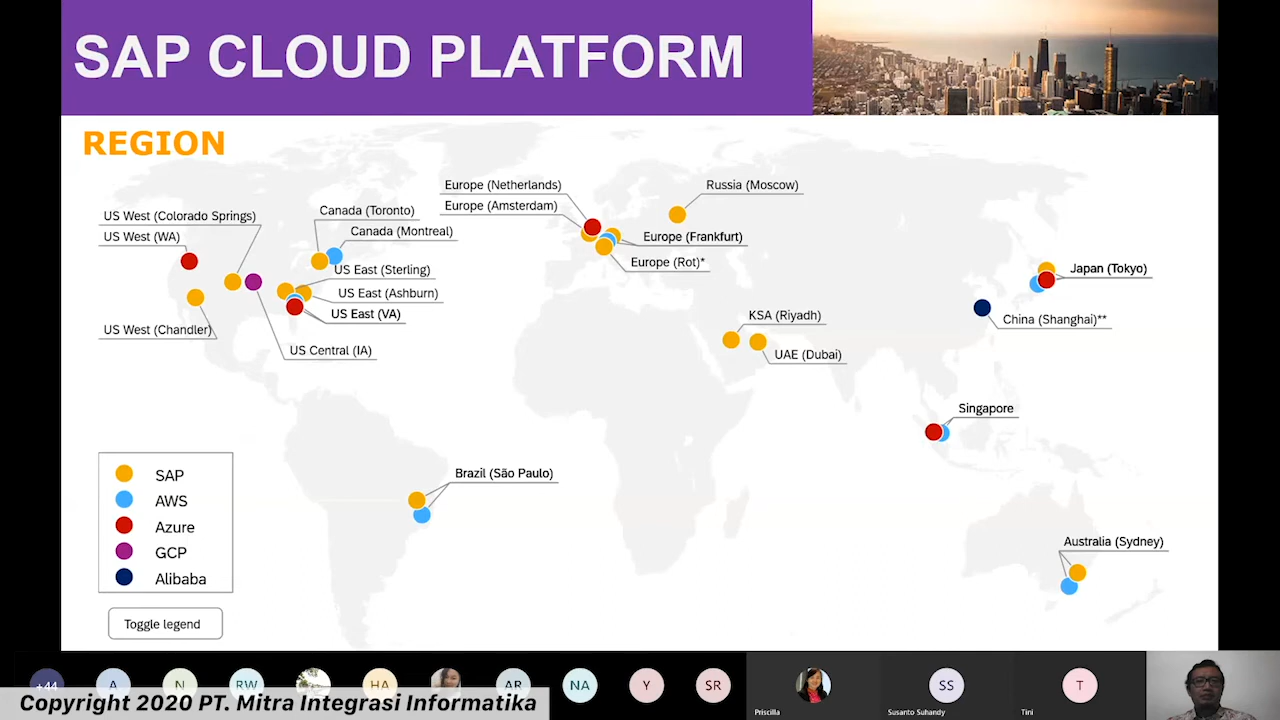 SAP CLOUD PLATFORM
REGION
Europe (Netherlands)
Russia (Moscow)
Europe (Amsterdam)
US West (Colorado Springs)
Canada (Toronto)
US West (WA)
Canada (Montreal)
Europe (Frankfurt)
Europe (Rot)*
US East (Sterling)
Japan (Tokyo)
US East (Ashburn)
US East (VA)
KSA (Riyadh)
China (Shanghai)**
US West (Chandler)
US Central (IA)
UAE (Dubai)
Singapore
Brazil (São Paulo)
SAP
AWS
Azure
GCP
Alibaba
Australia (Sydney)
Toggle legend
+44
A
N
RW
HA
AR
NA
Y
SR
SS
T
Priscilla
Susanto Suhandy
Tini
Copyright 2020 PT. Mitra Integrasi Informatika